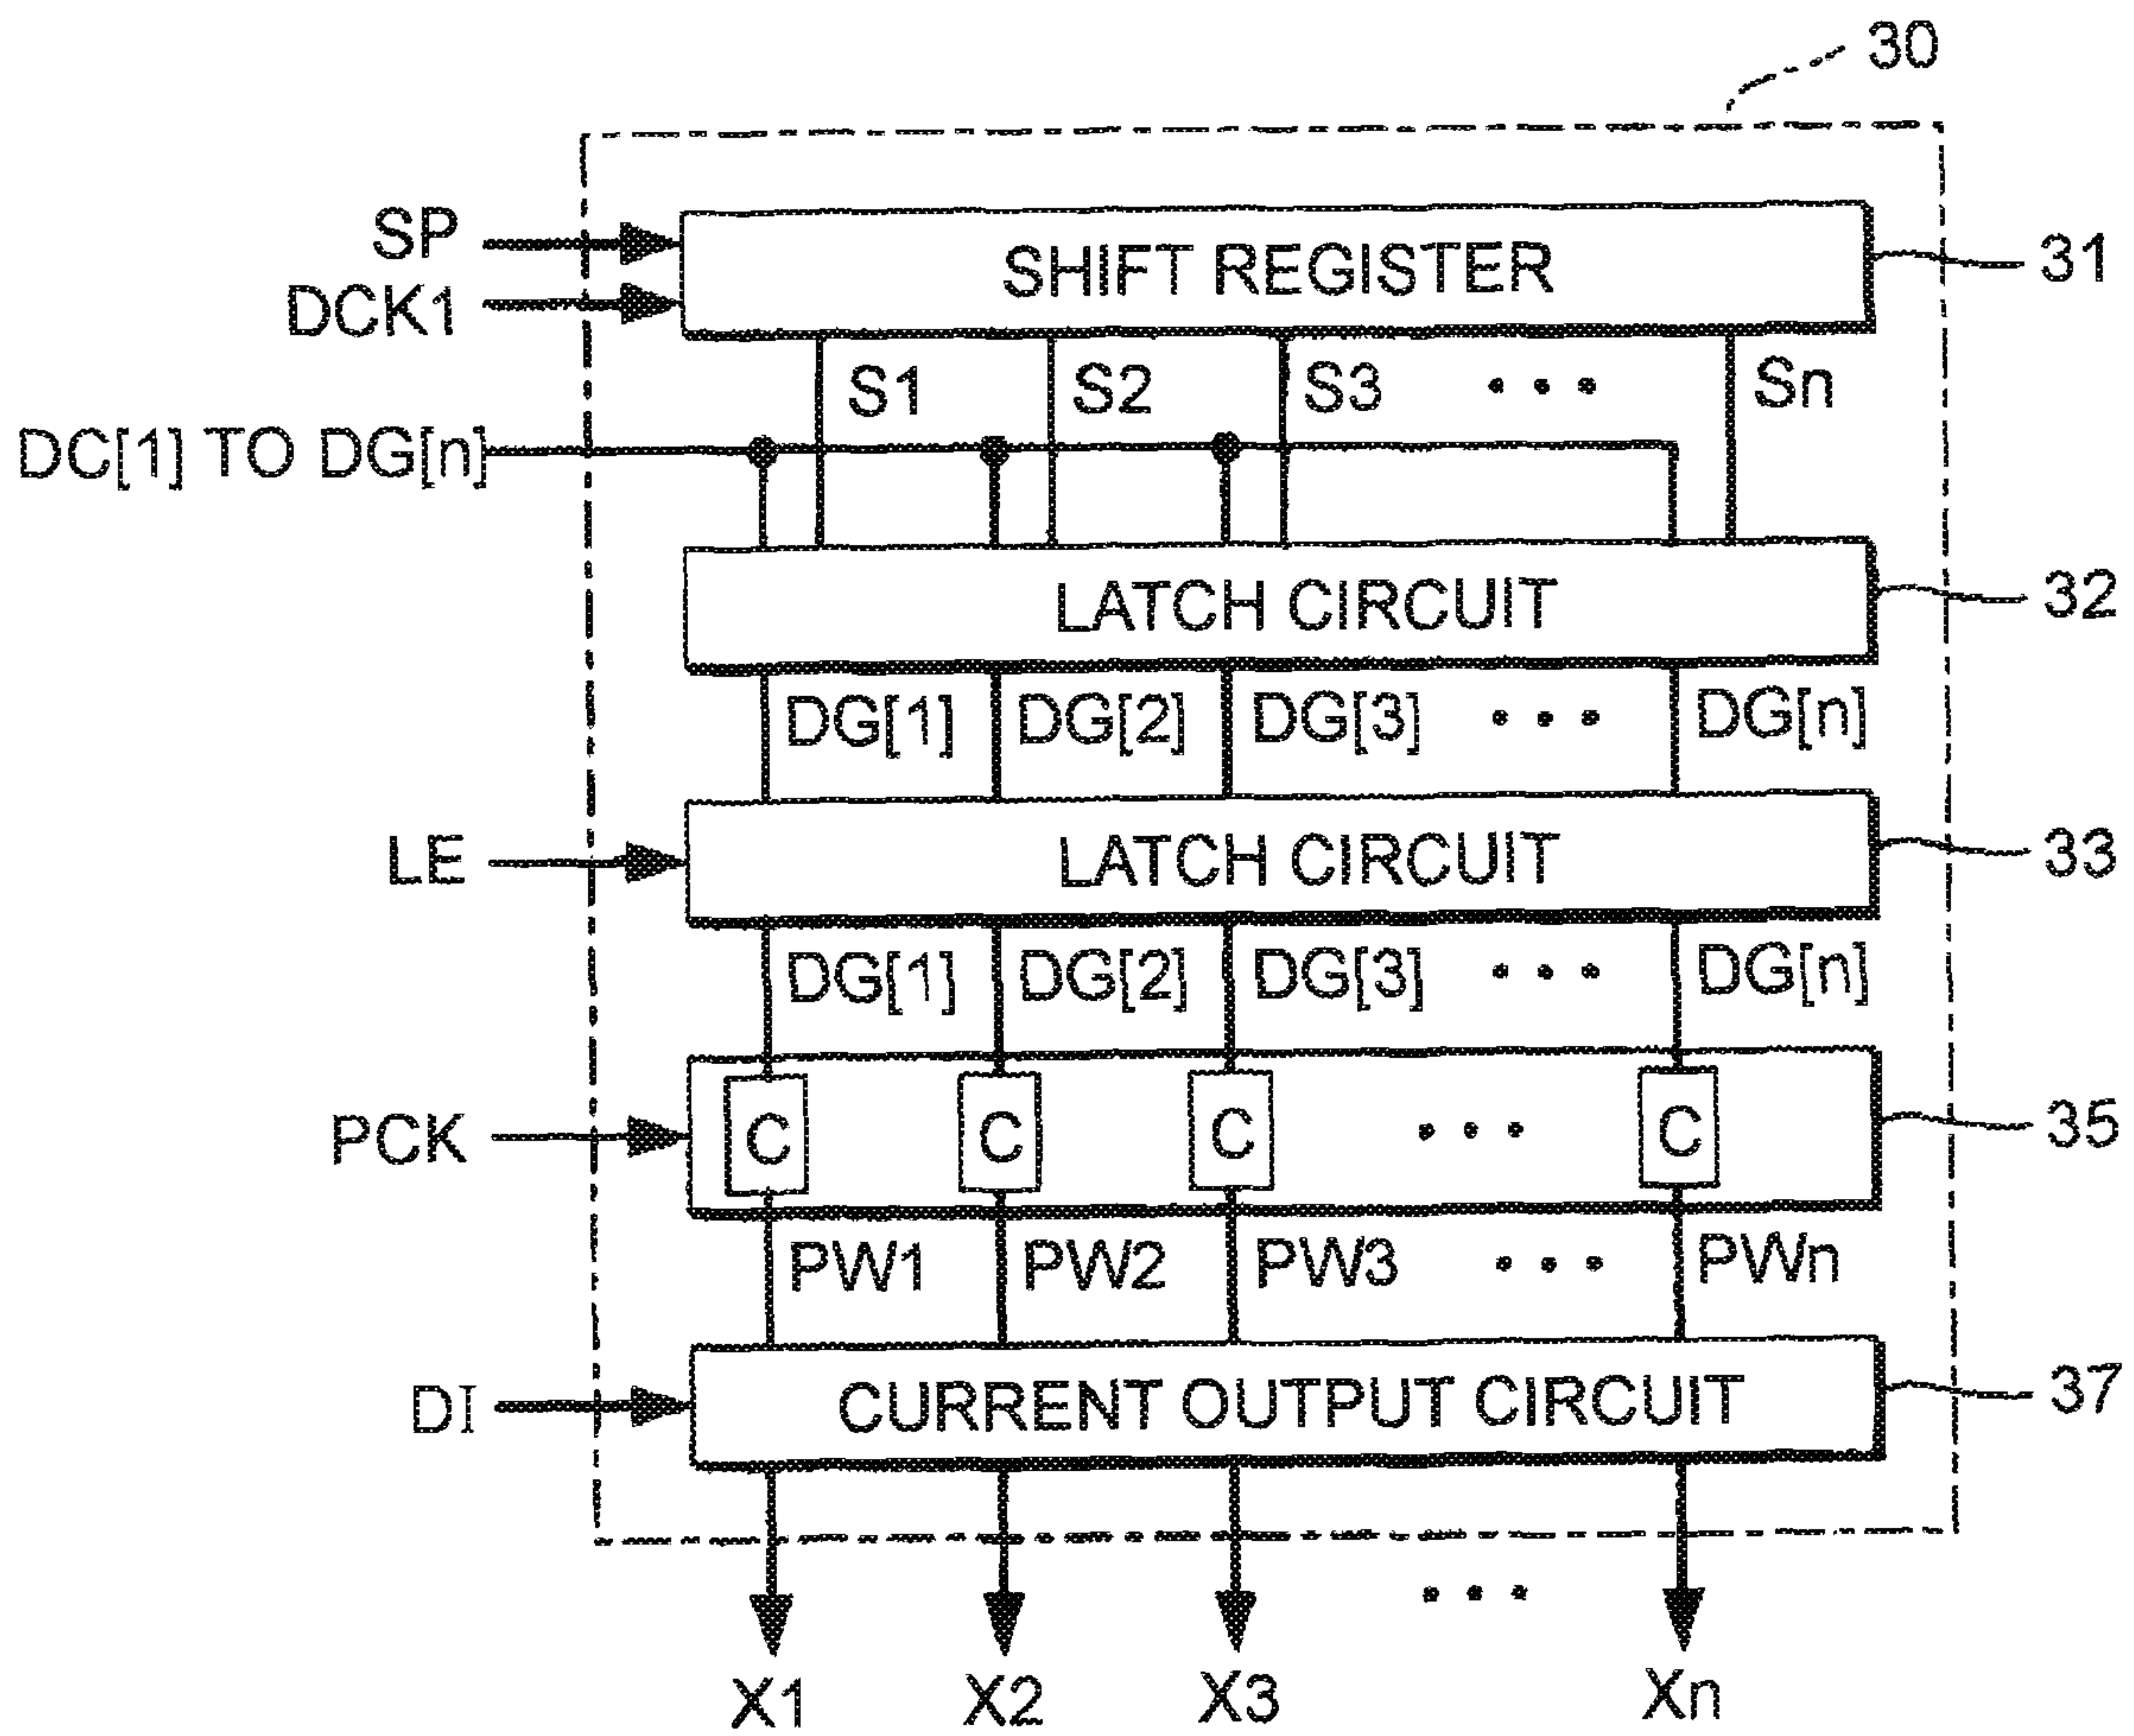 30
SP
SHIFT REGISTER
31
DCK1
S1 S2 S3 ... Sn
DC[1] TO DG[n]
LATCH CIRCUIT
32
DG[1] DG[2] DG[3] ... DG[n]
LE
LATCH CIRCUIT
33
DG[1] DG[2] DG[3] ... DG[n]
PCK
C C C ... C
35
PW1 PW2 PW3 ... PWn
DI
CURRENT OUTPUT CIRCUIT
37
...
X1 X2 X3 Xn